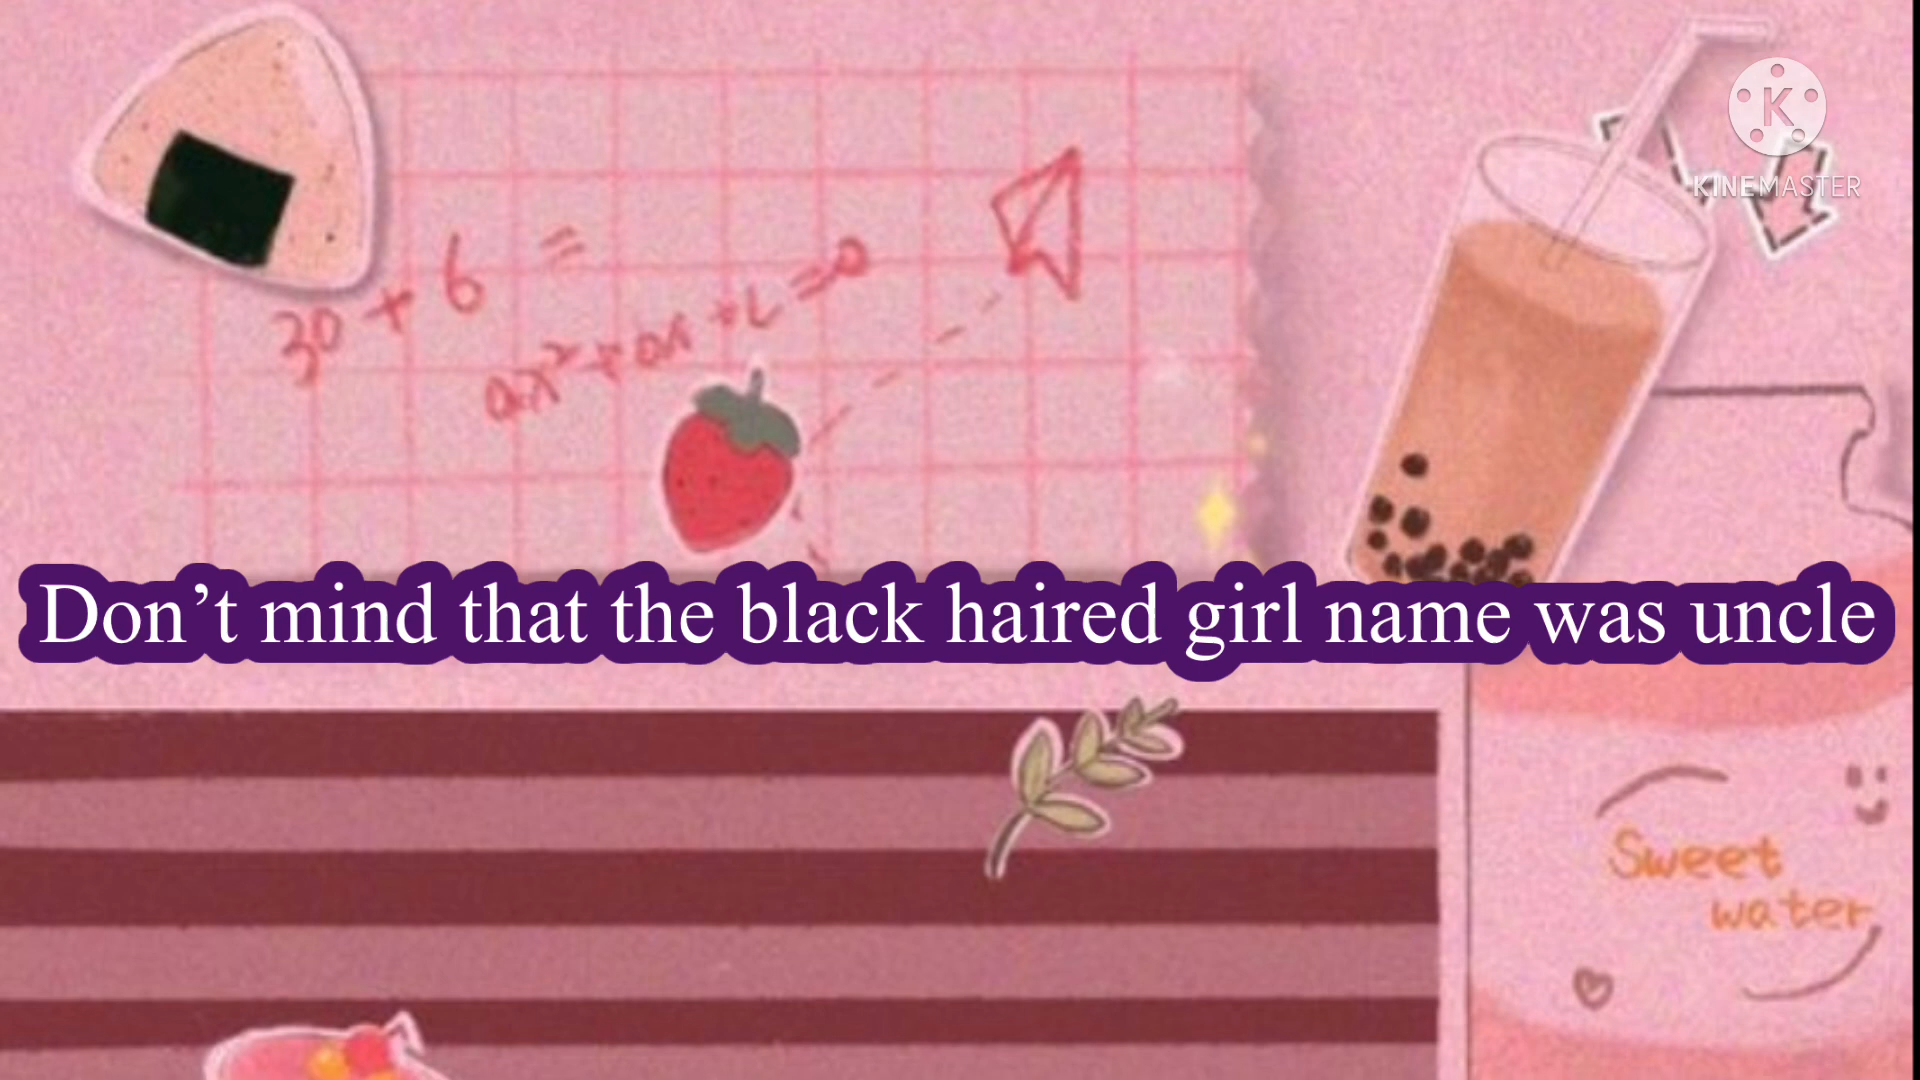 K
KINEMASTER
30 + 6 =
Don’t mind that the black haired girl name was uncle
Sweet
water